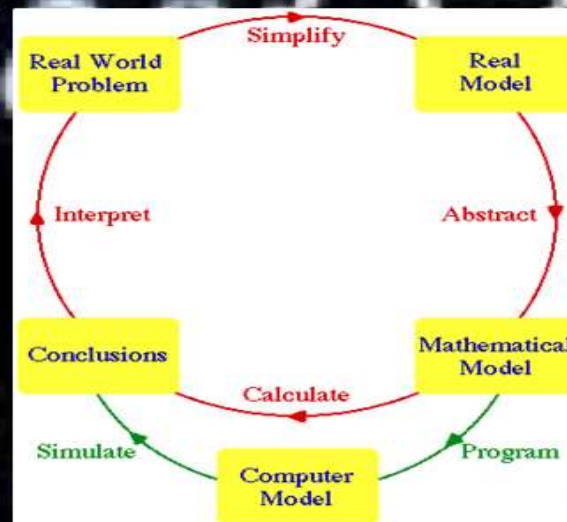 Simplify
Real World
Problem
Real
Model
Interpret
Abstract
Conclusions
Mathematical
Model
Calculate
Simulate
Program
Computer
Model